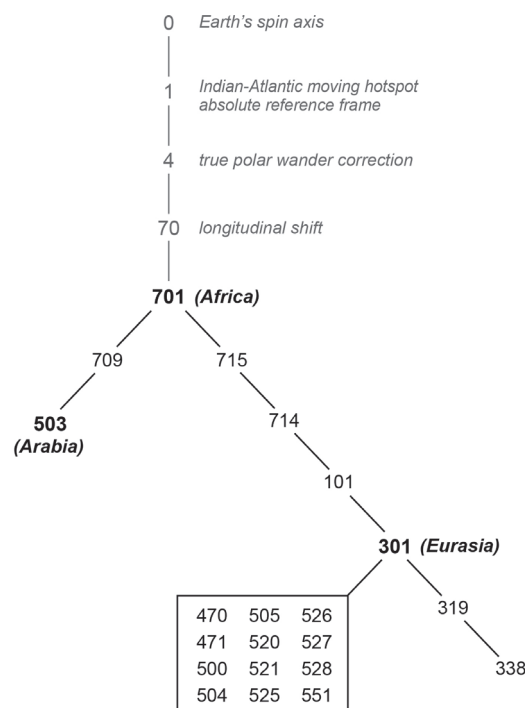 0 Earth's spin axis
1 Indian-Atlantic moving hotspot
absolute reference frame
4 true polar wander correction
70 longitudinal shift
701 (Africa)
709 715
503
(Arabia)
714
101
301 (Eurasia)
470 505 526
471 520 527
500 521 528
504 525 551
319
338